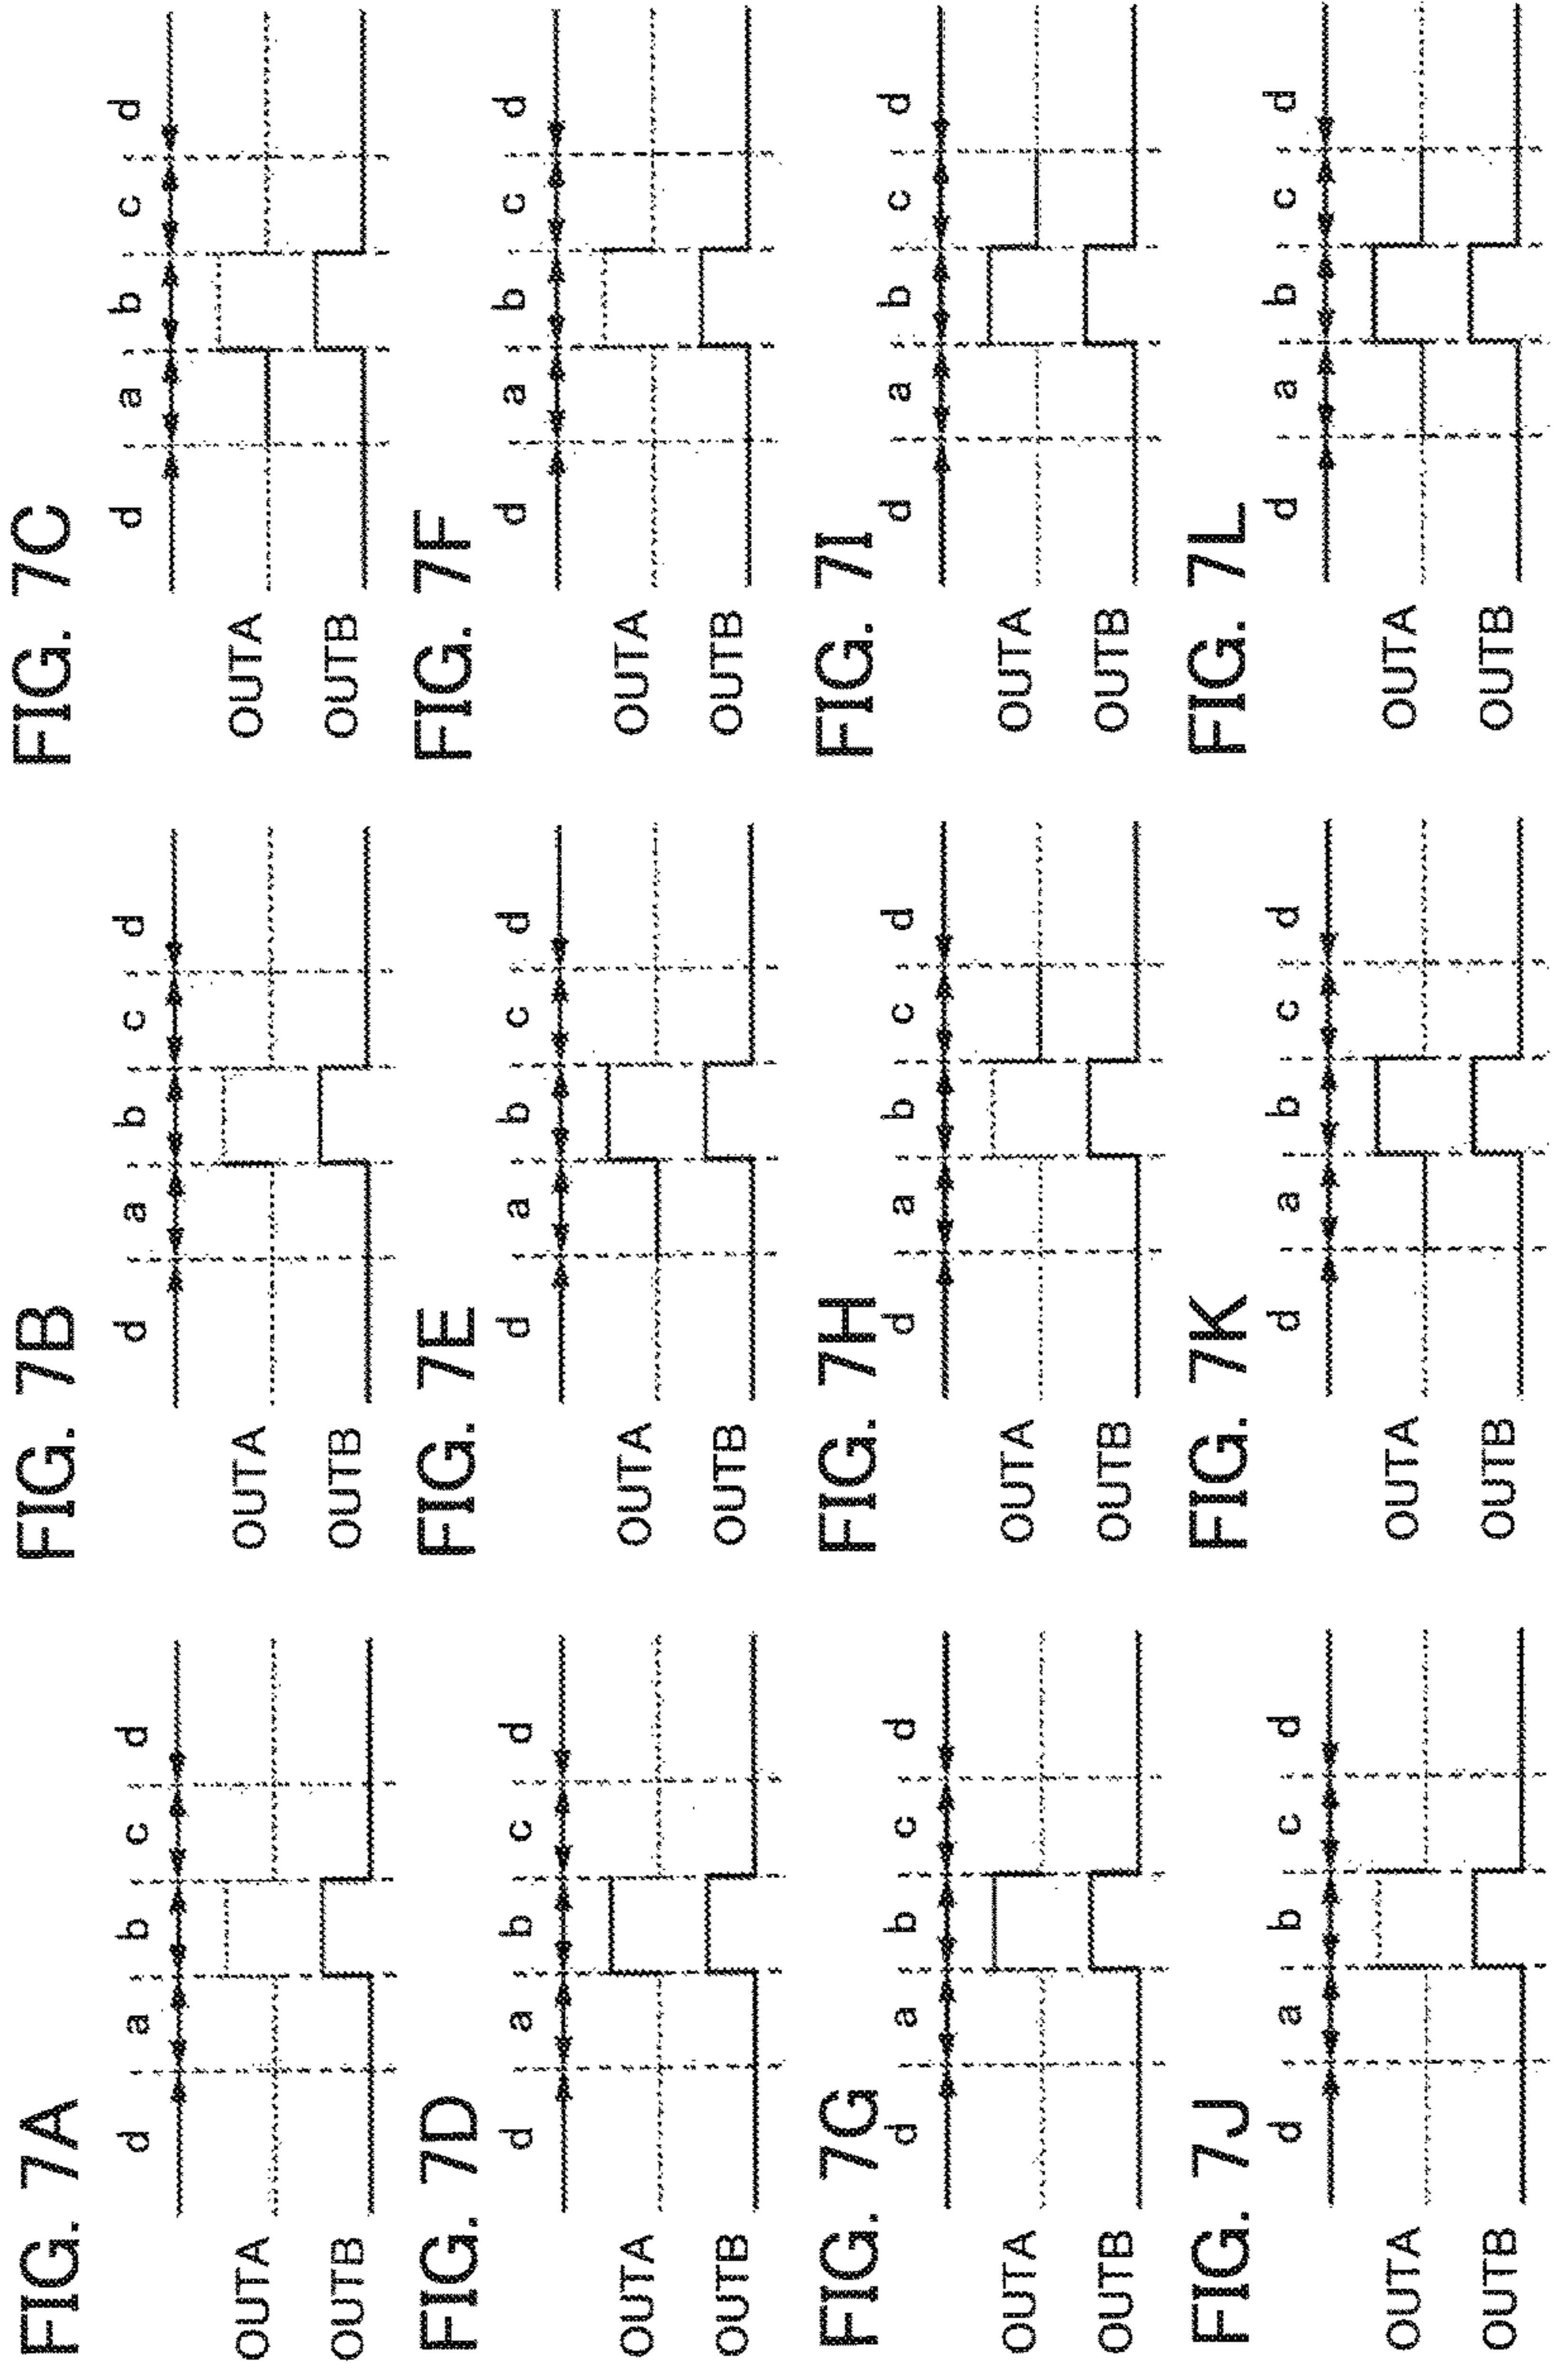 FIG. 7A
d a b c d
OUTA
OUTB
FIG. 7B
d a b c d
OUTA
OUTB
FIG. 7C
d a b c d
OUTA
OUTB
FIG. 7D
d a b c d
OUTA
OUTB
FIG. 7E
d a b c d
OUTA
OUTB
FIG. 7F
d a b c d
OUTA
OUTB
FIG. 7G
d a b c d
OUTA
OUTB
FIG. 7H
d a b c d
OUTA
OUTB
FIG. 7I
d a b c d
OUTA
OUTB
FIG. 7J
d a b c d
OUTA
OUTB
FIG. 7K
d a b c d
OUTA
OUTB
FIG. 7L
d a b c d
OUTA
OUTB